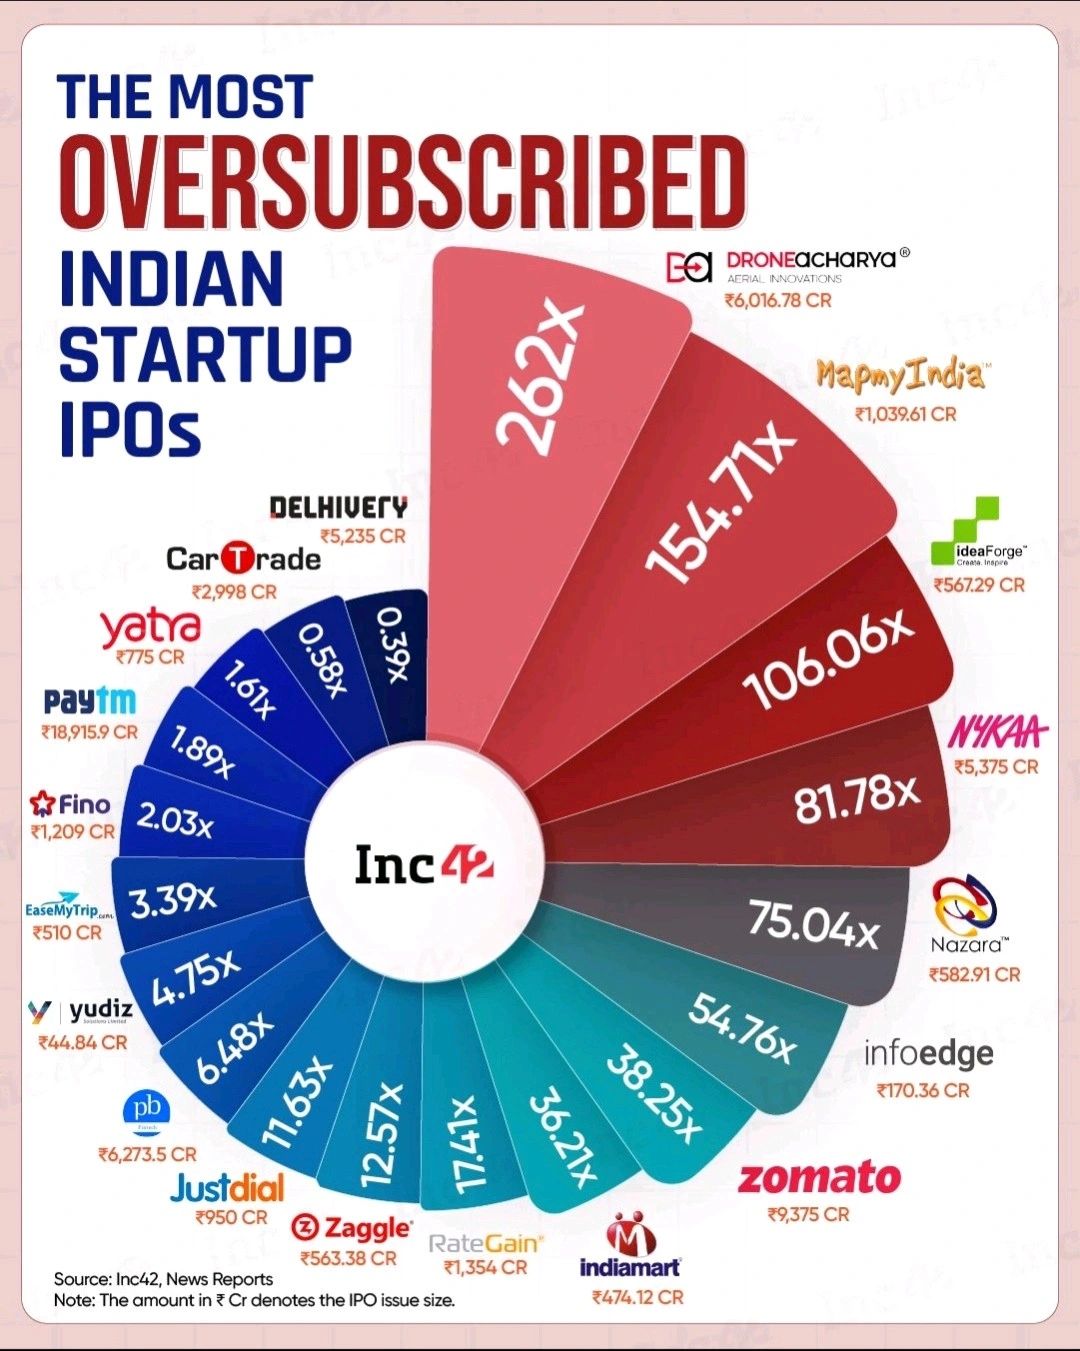 THE MOST
OVERSUBSCRIBED
INDIAN
STARTUP
IPOs
262x
DRONEaCHARYa®
AERIAL INNOVATIONS
₹6,016.78 CR
154.71x
MapmyIndia™
₹1,039.61 CR
106.06x
ideaForge™
Create. Inspire
₹567.29 CR
81.78x
NYKAA
₹5,375 CR
75.04x
Nazara™
₹582.91 CR
54.76x
infoedge
₹170.36 CR
38.25x
zomato
₹9,375 CR
36.21x
indiamart
₹474.12 CR
17.41x
RateGain®
₹1,354 CR
12.57x
Zaggle
₹563.38 CR
11.63x
Justdial
₹950 CR
6.48x
pb
Fintech
₹6,273.5 CR
4.75x
yudiz
Solutions Limited
₹44.84 CR
3.39x
EaseMyTrip.com
₹510 CR
2.03x
Fino
₹1,209 CR
1.89x
paytm
₹18,915.9 CR
1.61x
yatra
₹775 CR
0.58x
CarTrade
₹2,998 CR
0.39x
DELHIVERY
₹5,235 CR
Inc42
Source: Inc42, News Reports
Note: The amount in ₹ Cr denotes the IPO issue size.